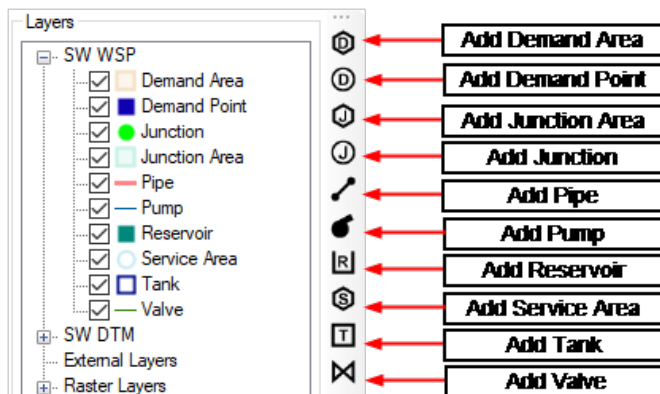 Layers
SW WSP
Demand Area
Demand Point
Junction
Junction Area
Pipe
Pump
Reservoir
Service Area
Tank
Valve
SW DTM
External Layers
Raster Layers
D
D
J
J
R
S
T
Add Demand Area
Add Demand Point
Add Junction Area
Add Junction
Add Pipe
Add Pump
Add Reservoir
Add Service Area
Add Tank
Add Valve